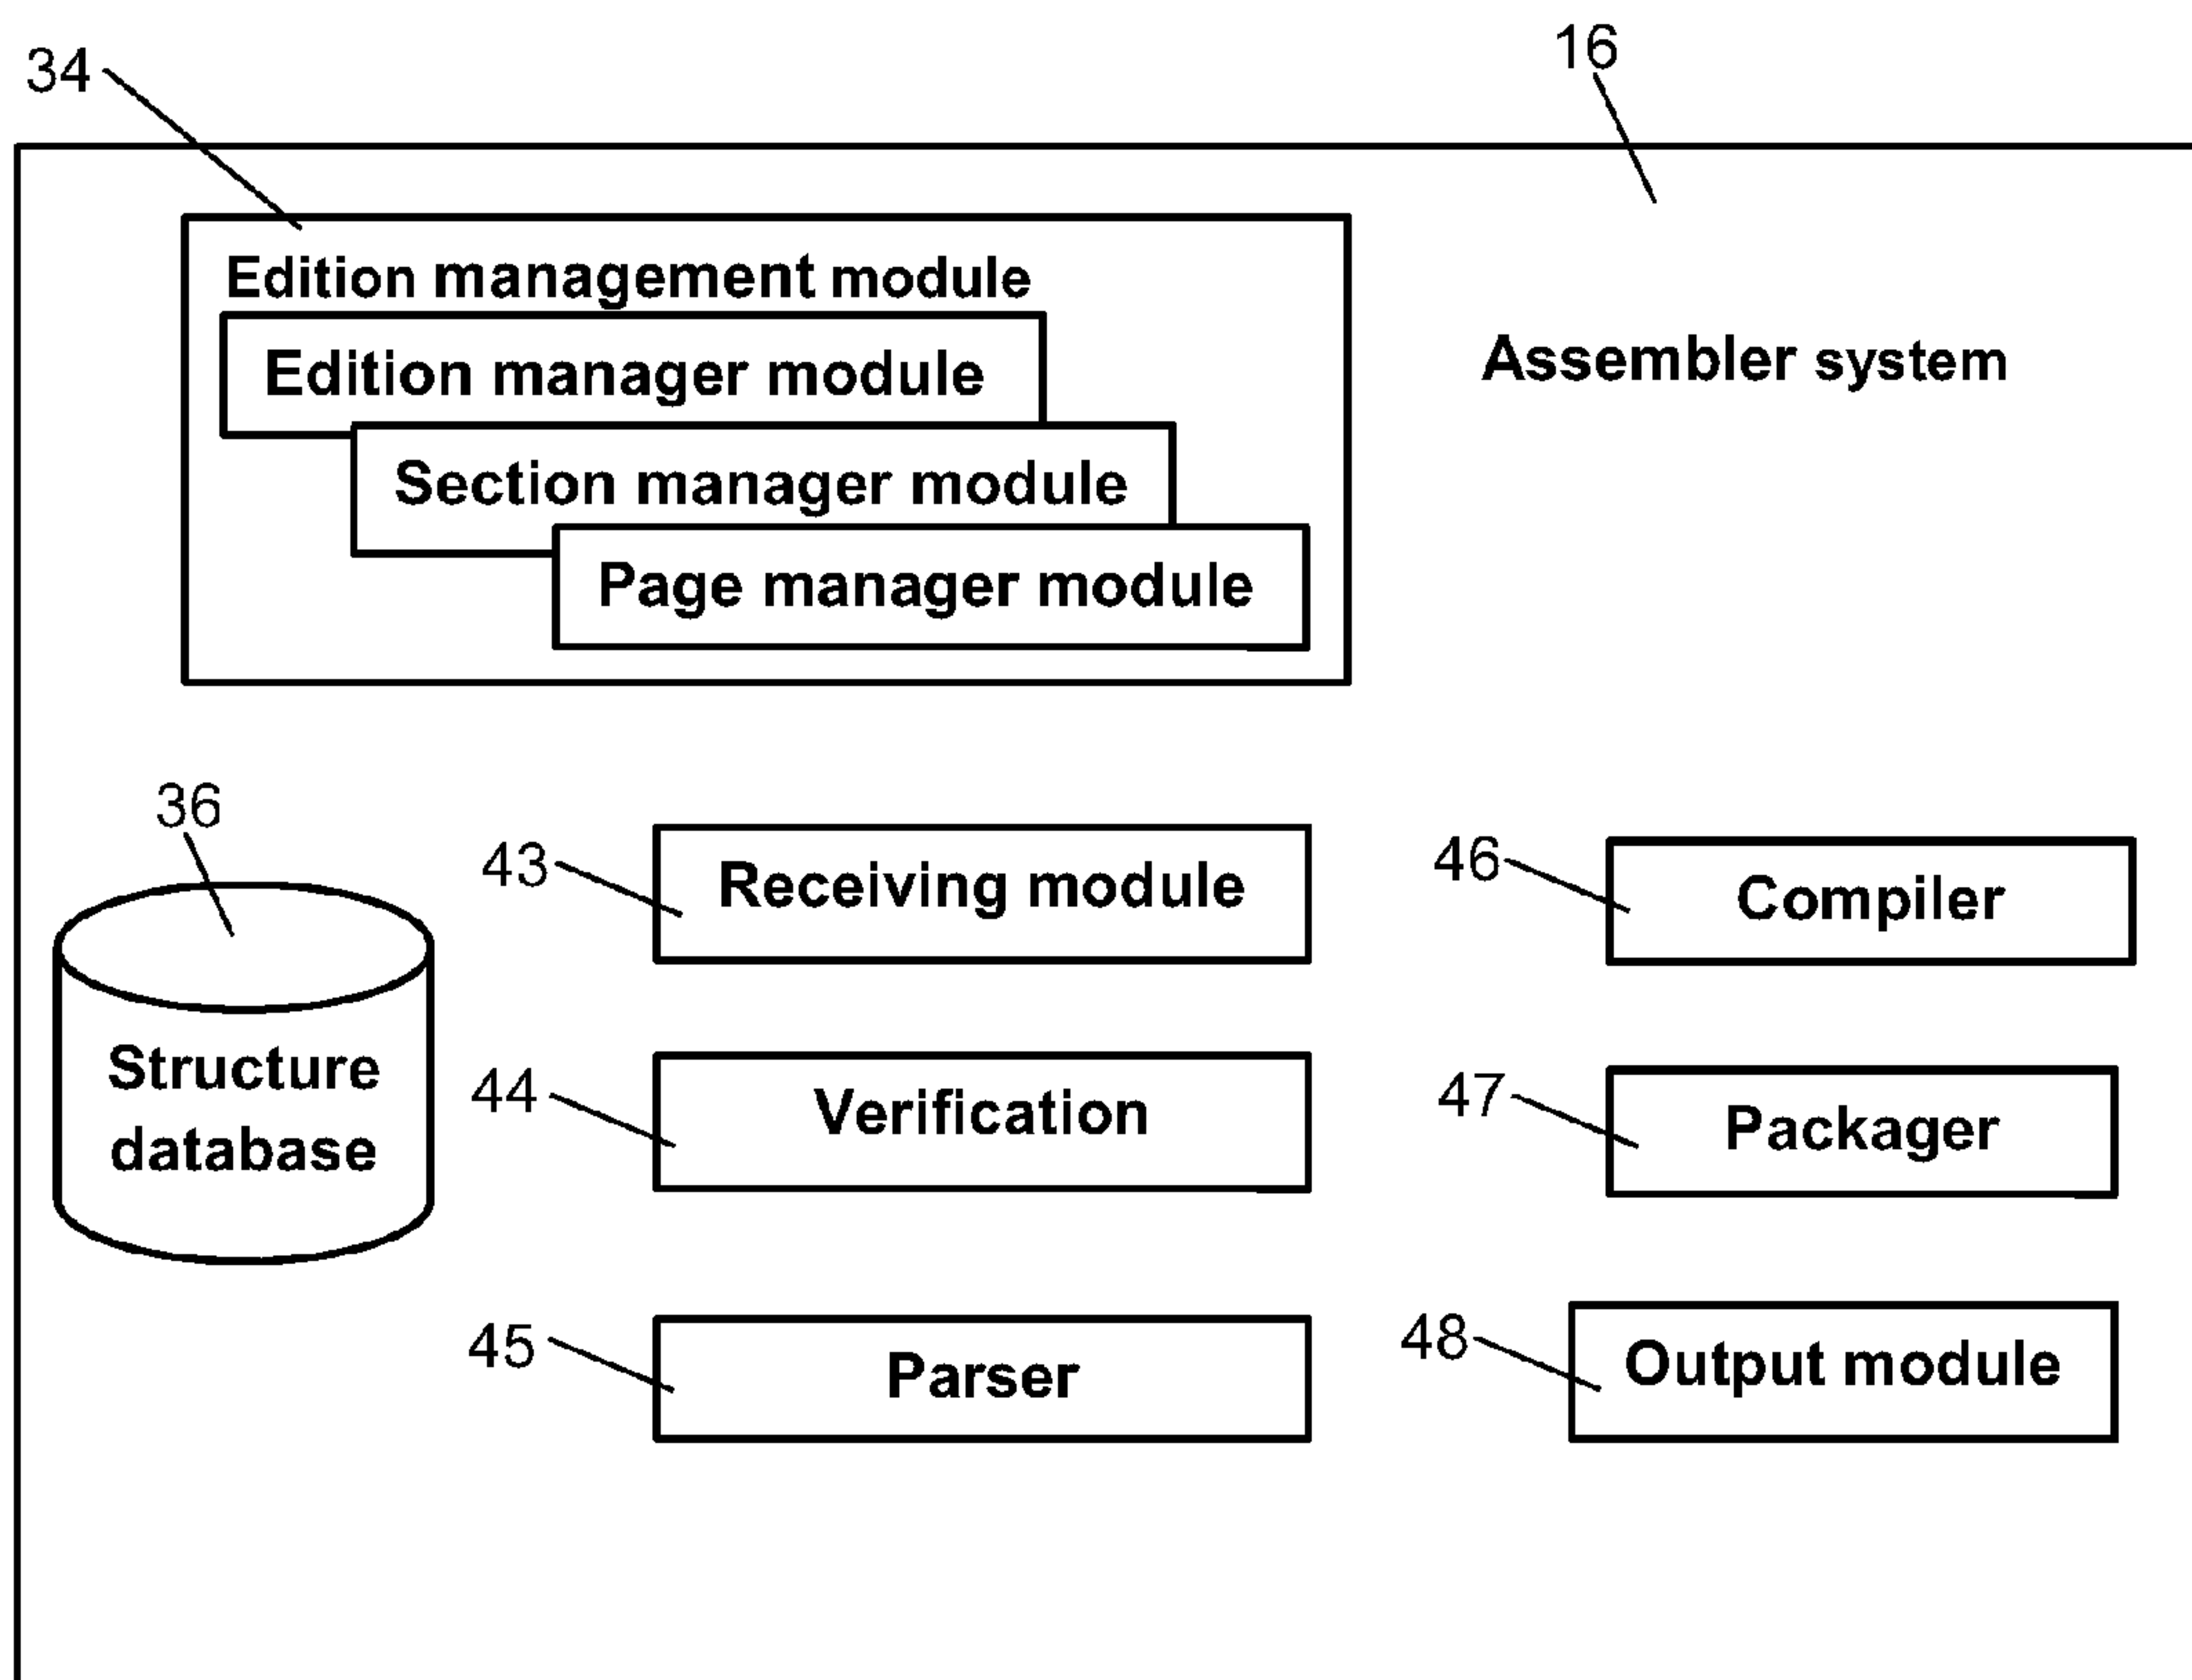 34
16
Edition management module
Edition manager module
Assembler system
Section manager module
Page manager module
36
43
Receiving module
46
Compiler
Structure
database
44
Verification
47
Packager
45
Parser
48
Output module